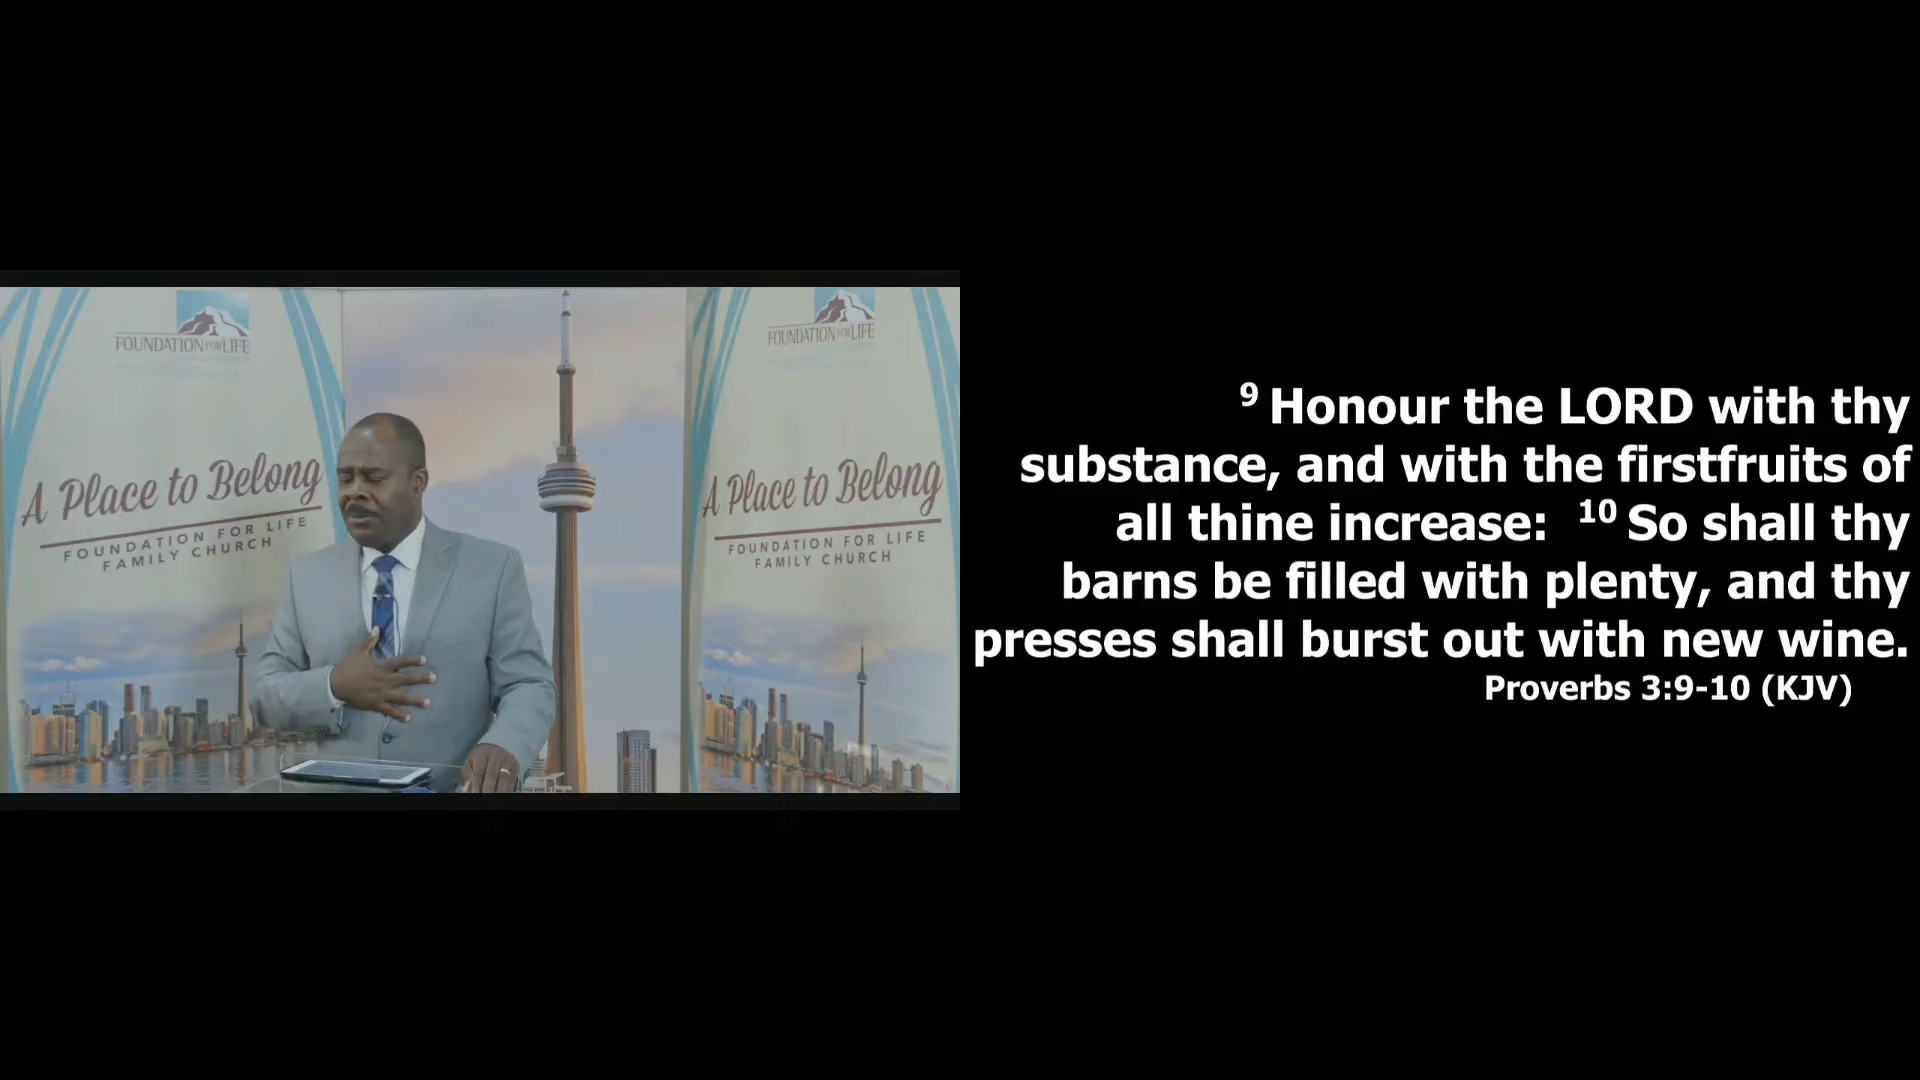 FOUNDATION FOR LIFE
A Place to Belong
FOUNDATION FOR LIFE
FAMILY CHURCH
FOUNDATION FOR LIFE
A Place to Belong
FOUNDATION FOR LIFE
FAMILY CHURCH
9 Honour the LORD with thy
substance, and with the firstfruits of
all thine increase: 10 So shall thy
barns be filled with plenty, and thy
presses shall burst out with new wine.
Proverbs 3:9-10 (KJV)